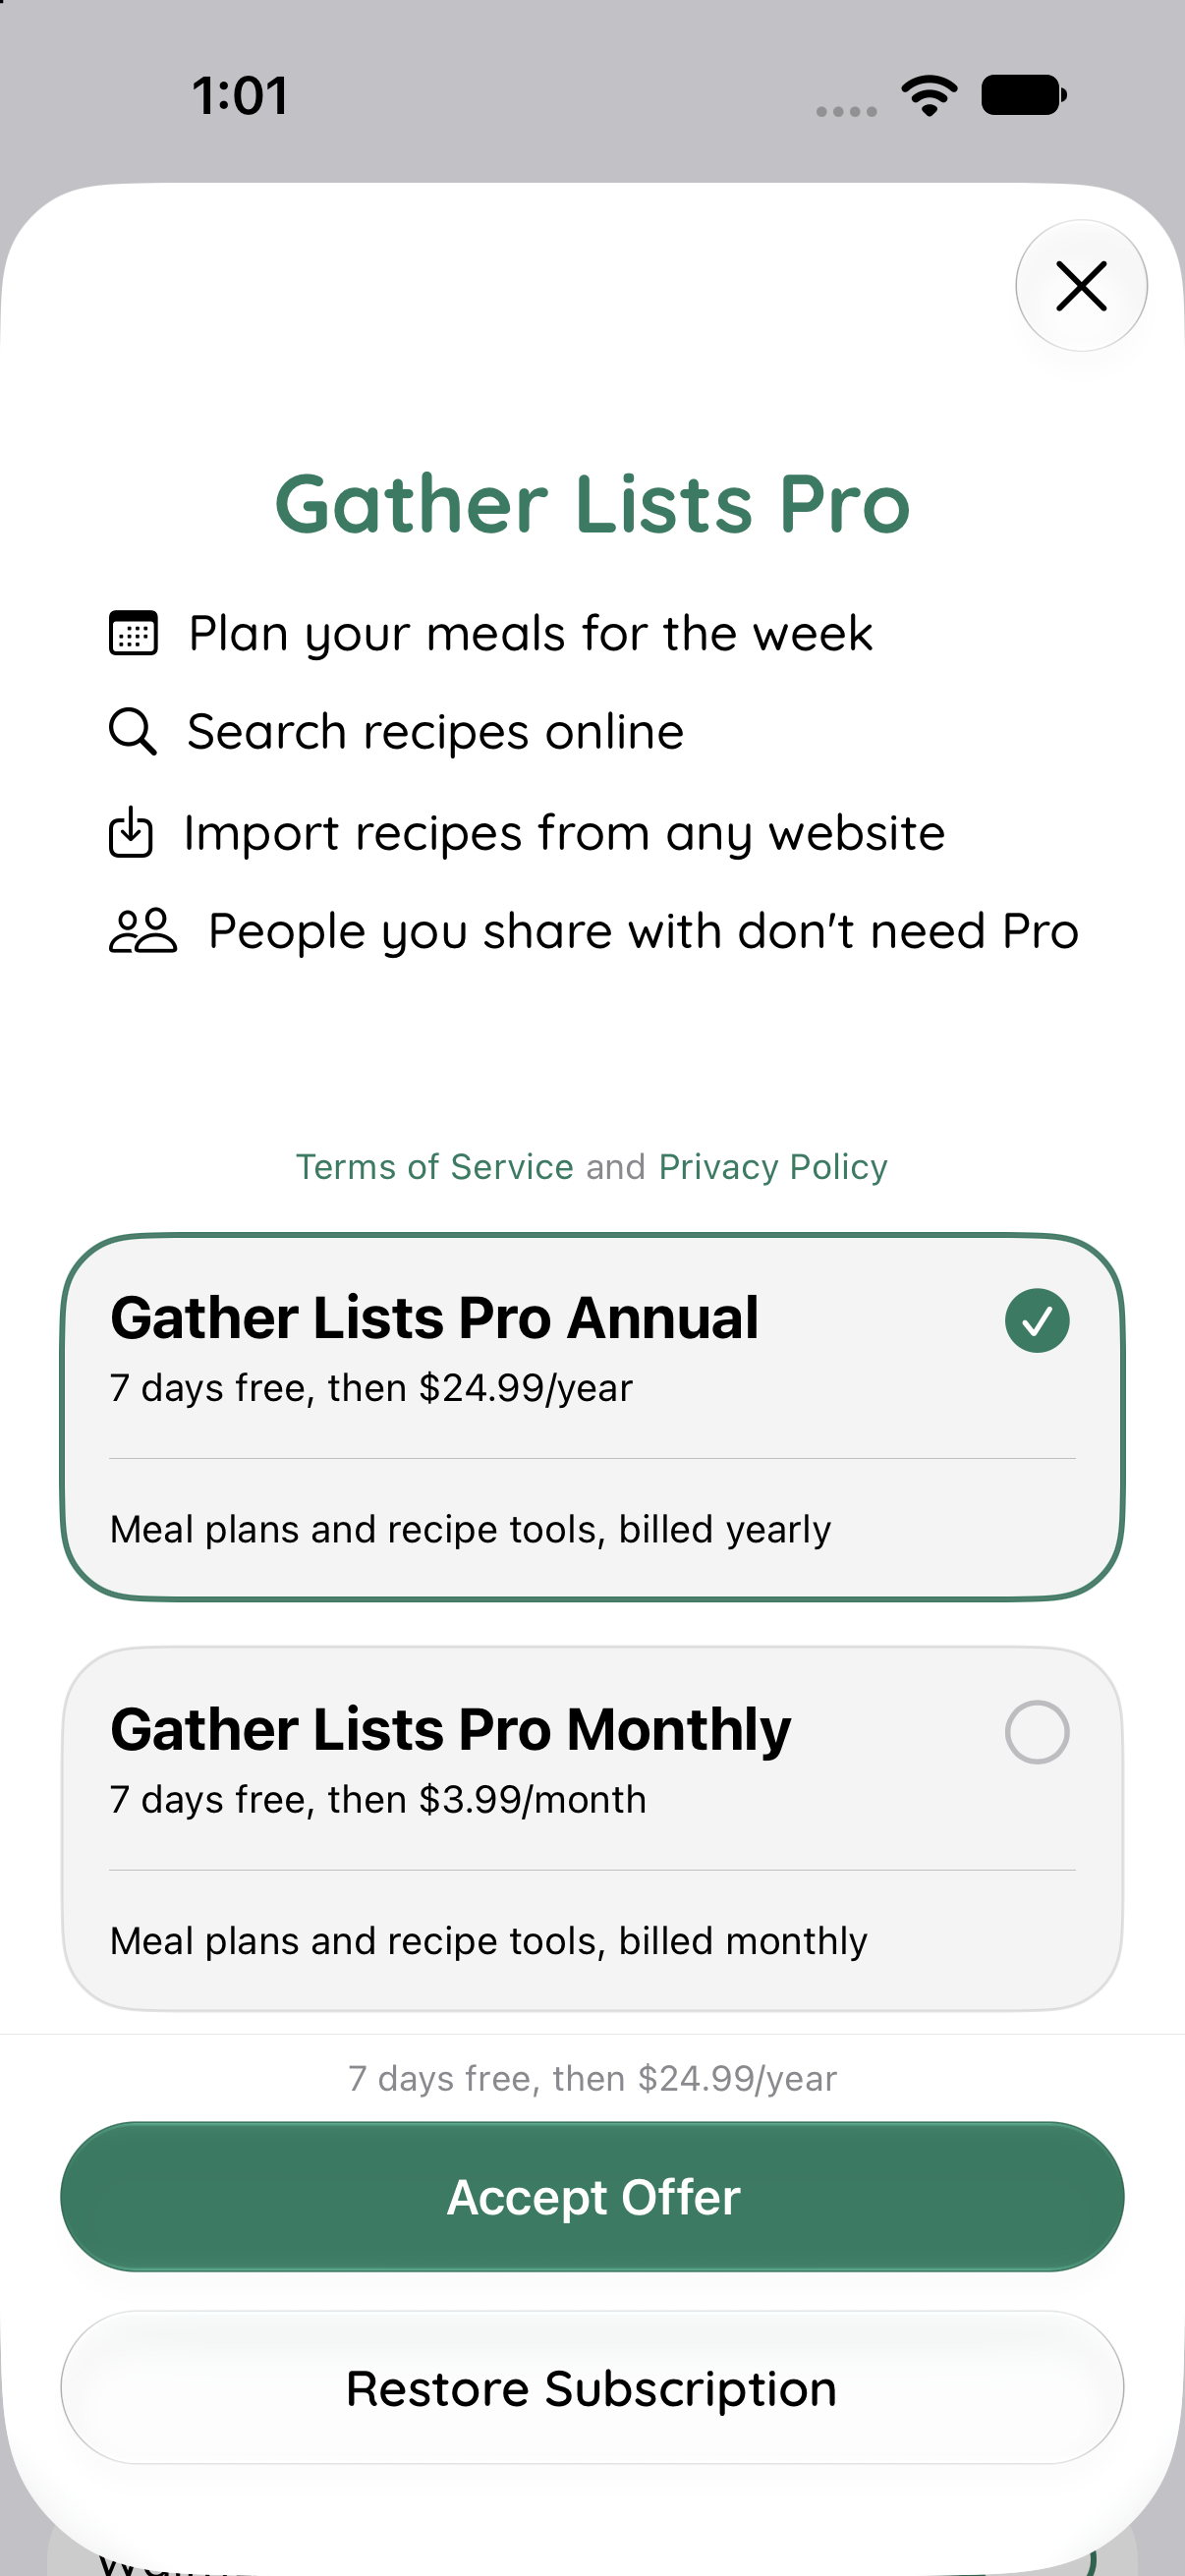 1:01
Gather Lists Pro
Plan your meals for the week
Search recipes online
Import recipes from any website
People you share with don't need Pro
Terms of Service and Privacy Policy
Gather Lists Pro Annual
7 days free, then $24.99/year
Meal plans and recipe tools, billed yearly
Gather Lists Pro Monthly
7 days free, then $3.99/month
Meal plans and recipe tools, billed monthly
7 days free, then $24.99/year
Accept Offer
Restore Subscription